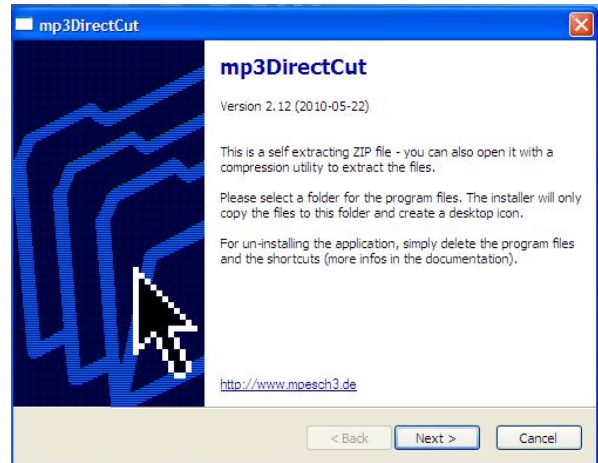 mp3DirectCut
mp3DirectCut
Version 2.12 (2010-05-22)
This is a self extracting ZIP file - you can also open it with a
compression utility to extract the files.
Please select a folder for the program files. The installer will only
copy the files to this folder and create a desktop icon.
For un-installing the application, simply delete the program files
and the shortcuts (more infos in the documentation).
http://www.mpesch3.de
< Back
Next >
Cancel